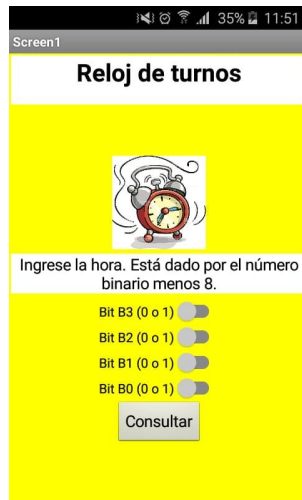 35% 11:51
Screen1
Reloj de turnos
Ingrese la hora. Está dado por el número
binario menos 8.
Bit B3 (0 o 1)
Bit B2 (0 o 1)
Bit B1 (0 o 1)
Bit B0 (0 o 1)
Consultar